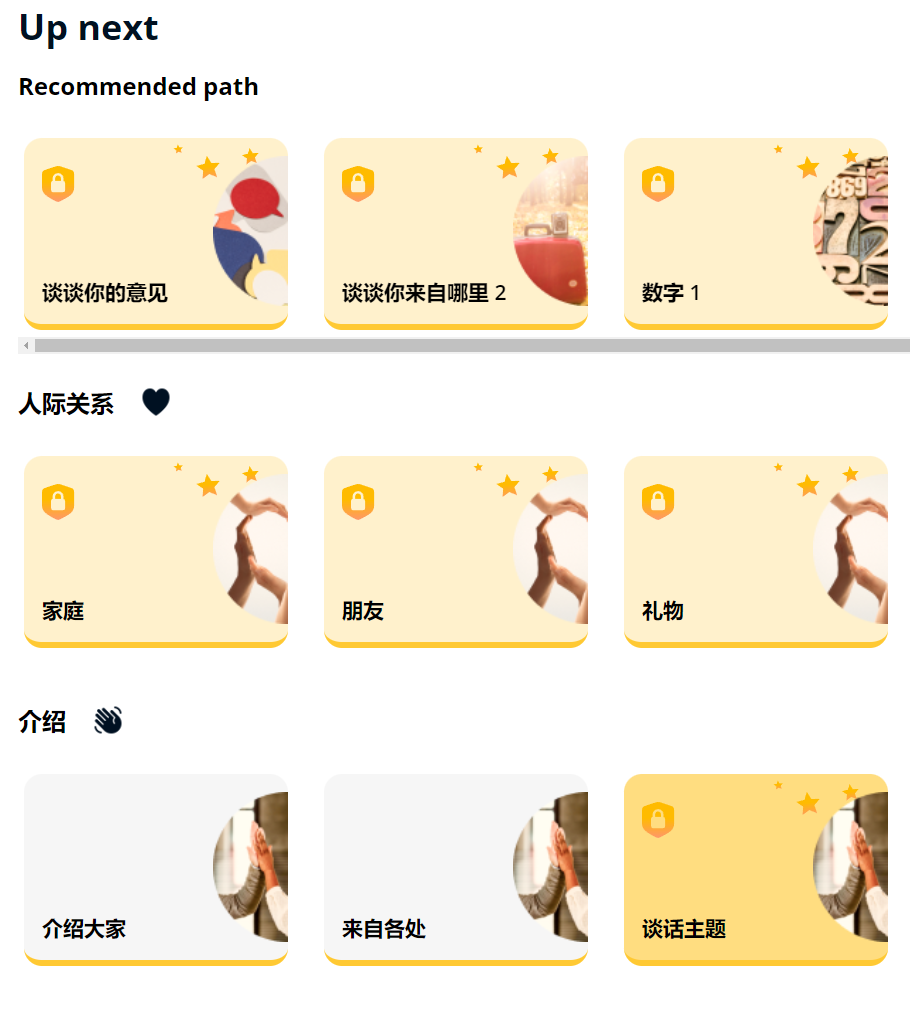 Up next
Recommended path
谈谈你的意见
谈谈你来自哪里 2
数字 1
人际关系
家庭
朋友
礼物
介绍
介绍大家
来自各处
谈话主题